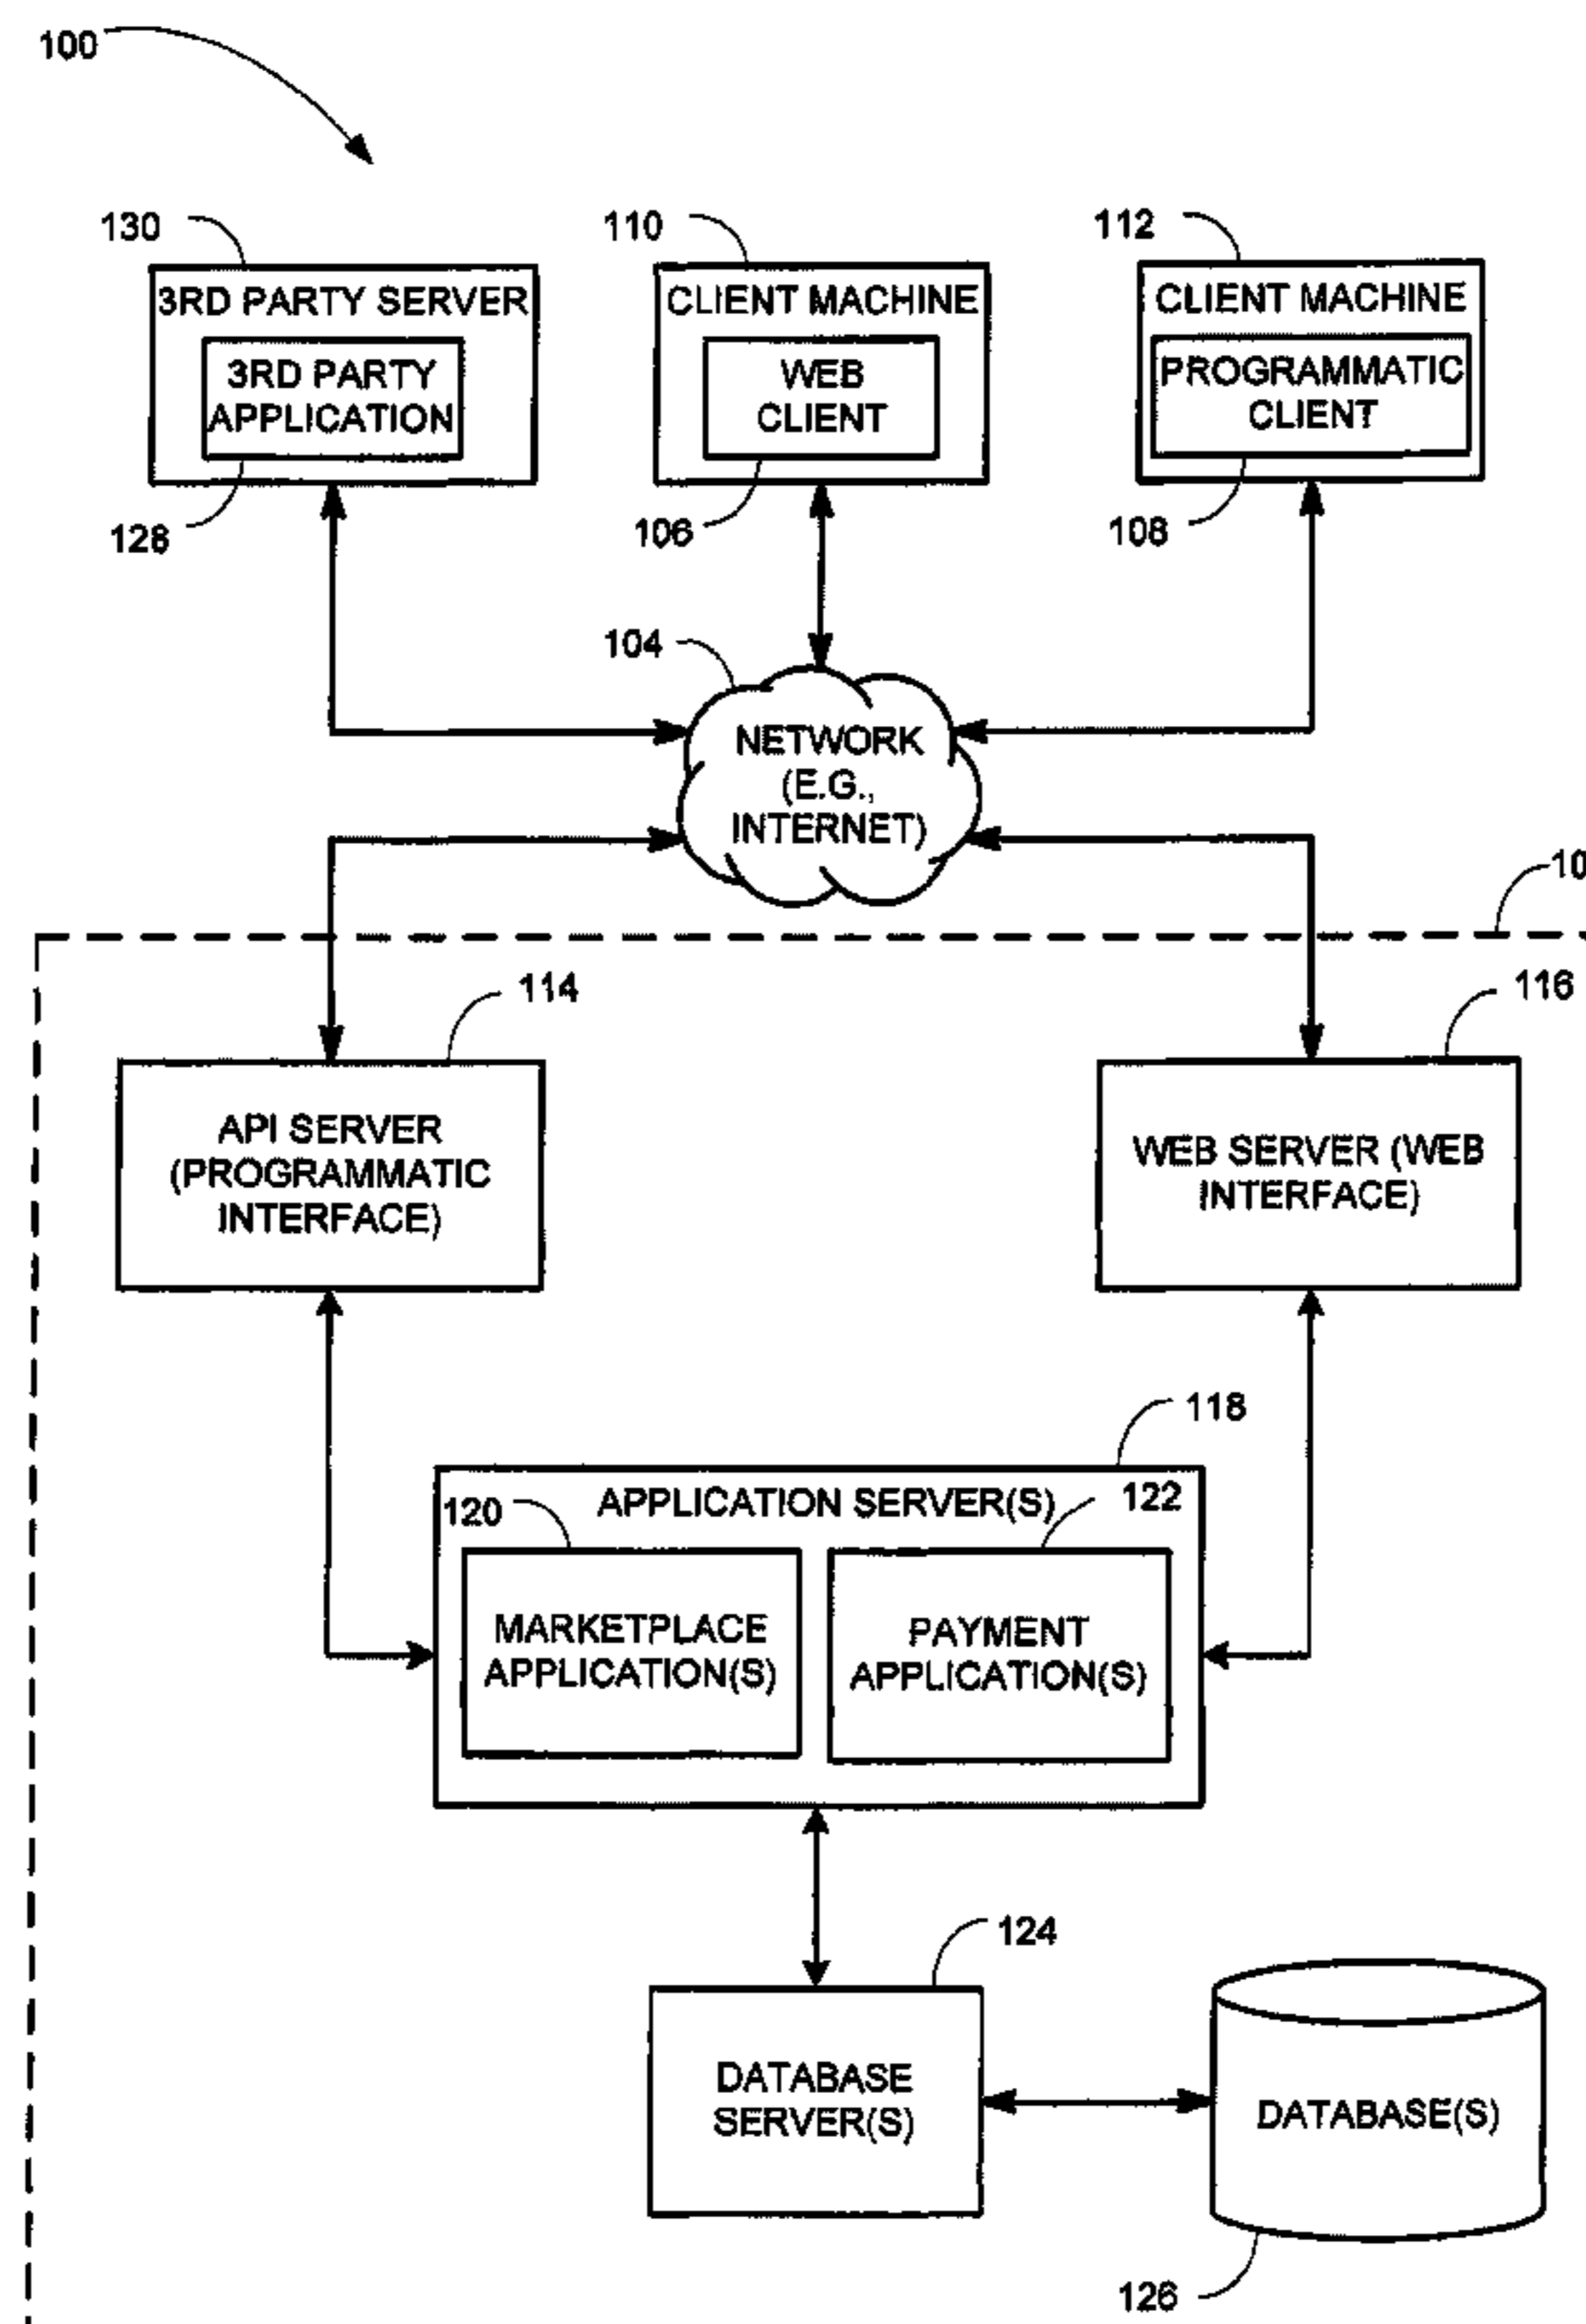 100
130
110
112
3RD PARTY SERVER
CLIENT MACHINE
CLIENT MACHINE
3RD PARTY
APPLICATION
WEB
CLIENT
PROGRAMMATIC
CLIENT
128
106
108
104
NETWORK
(E.G.,
INTERNET)
10
114
116
API SERVER
(PROGRAMMATIC
INTERFACE)
WEB SERVER (WEB
INTERFACE)
118
120
APPLICATION SERVER(S)
122
MARKETPLACE
APPLICATION(S)
PAYMENT
APPLICATION(S)
124
DATABASE
SERVER(S)
DATABASE(S)
126